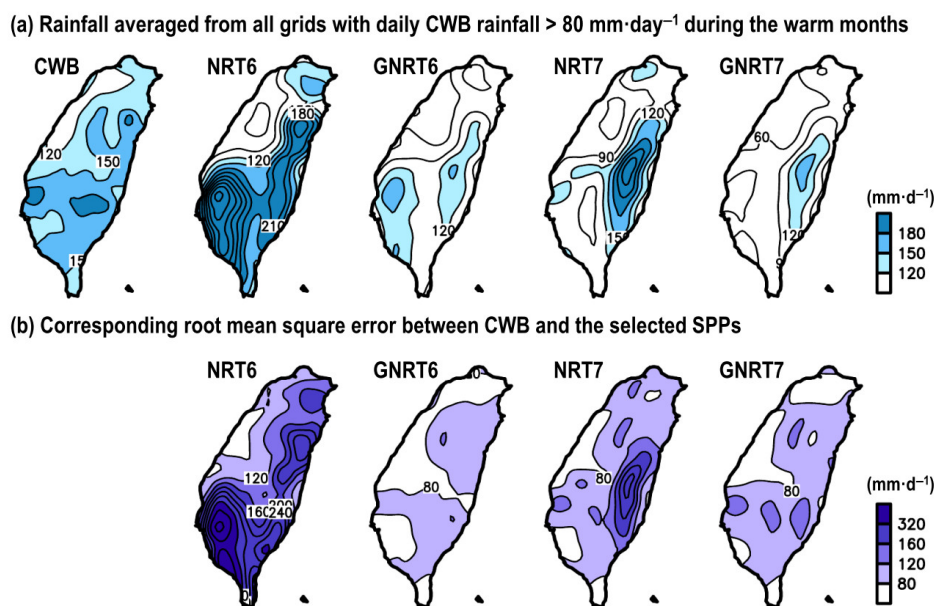 (a) Rainfall averaged from all grids with daily CWB rainfall > 80 mm·day⁻¹ during the warm months
CWB NRT6 GNRT6 NRT7 GNRT7
180
120
60
120 150 120 90
(mm·d⁻¹)
180
150
120
210 120 120
15 15
(b) Corresponding root mean square error between CWB and the selected SPPs
NRT6 GNRT6 NRT7 GNRT7
120 80 80 80
(mm·d⁻¹)
320
160
120
80
160 240